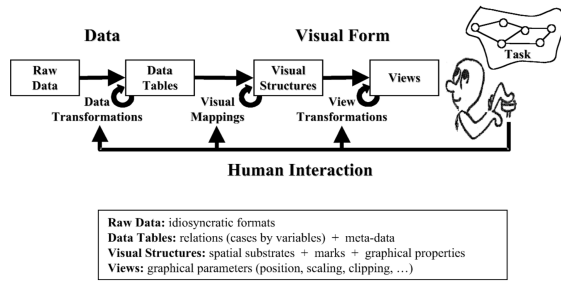 Data
Visual Form
Task
Raw
Data
Data
Tables
Visual
Structures
Views
Data
Transformations
Visual
Mappings
View
Transformations
Human Interaction
Raw Data: idiosyncratic formats
Data Tables: relations (cases by variables) + meta-data
Visual Structures: spatial substrates + marks + graphical properties
Views: graphical parameters (position, scaling, clipping, …)